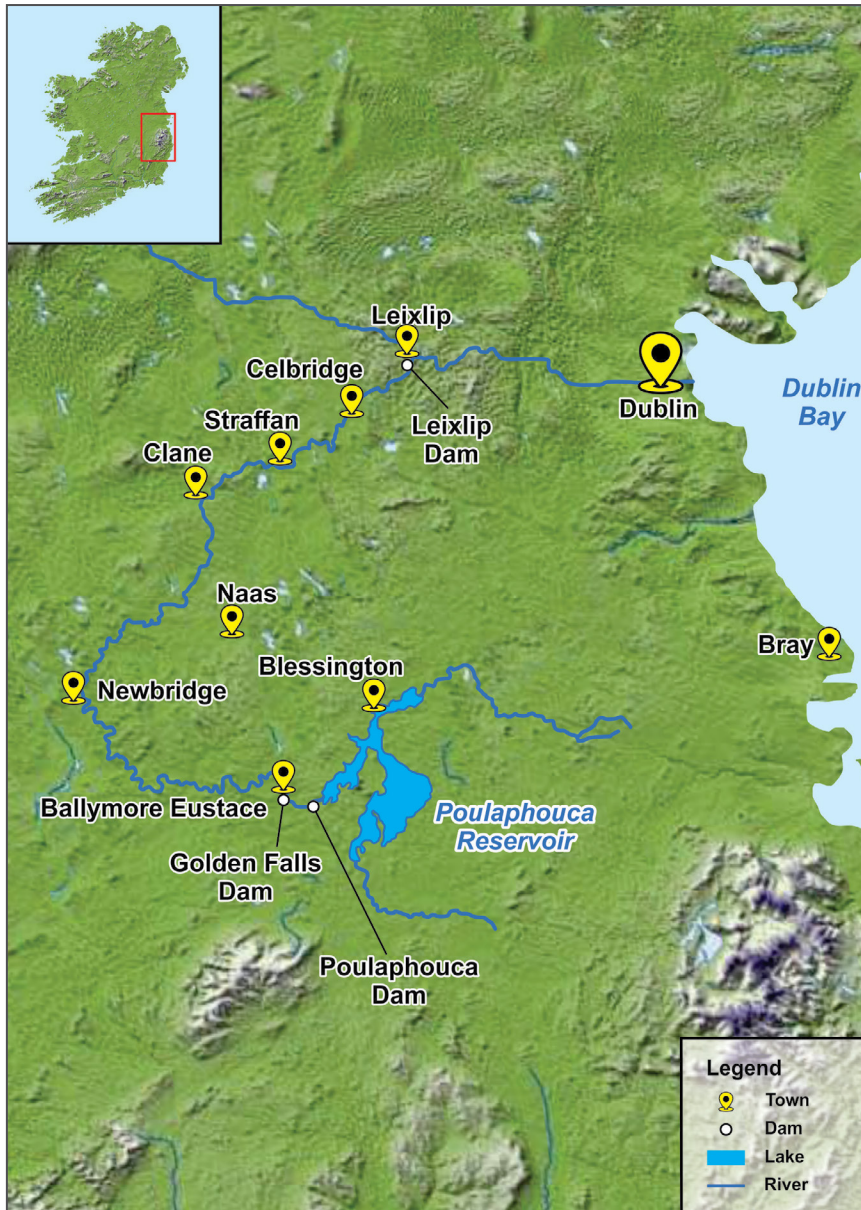 Leixlip
Celbridge
Straffan
Clane
Leixlip
Dam
Dublin
Dublin
Bay
Naas
Bray
Blessington
Newbridge
Ballymore Eustace
Poulaphouca
Reservoir
Golden Falls
Dam
Poulaphouca
Dam
Legend
Town
Dam
Lake
River